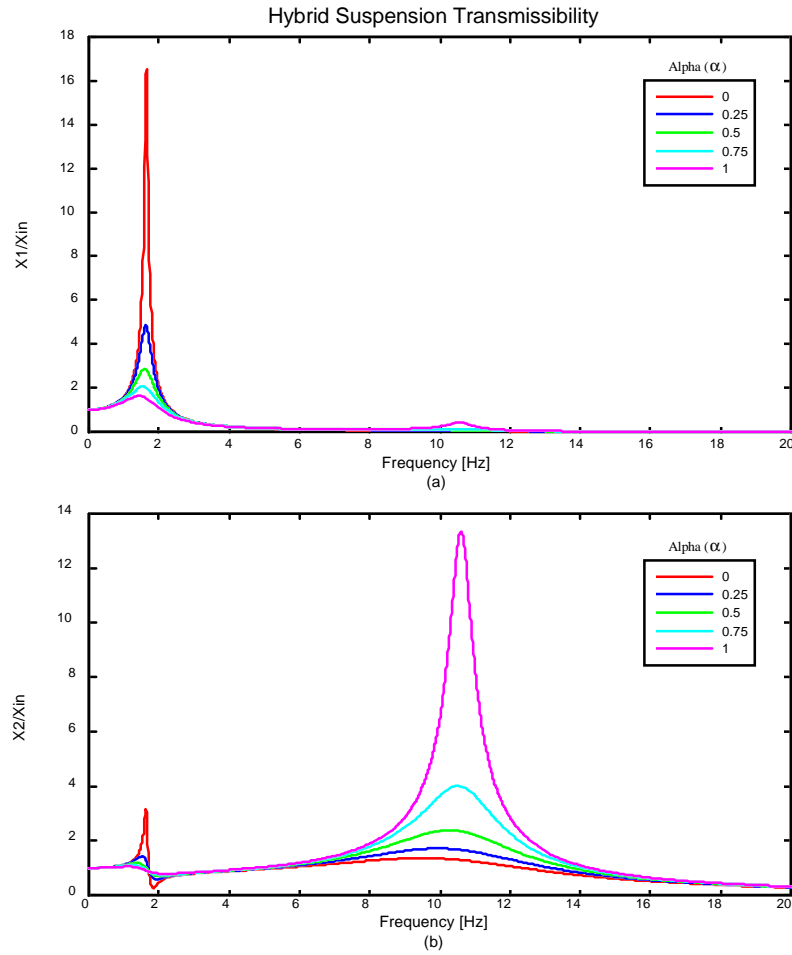 Hybrid Suspension Transmissibility
18
16
14
12
10
8
6
4
2
0
X1/Xin
Alpha (α)
0
0.25
0.5
0.75
1
0 2 4 6 8 10 12 14 16 18 20
Frequency [Hz]
(a)
14
12
10
8
6
4
2
0
X2/Xin
Alpha (α)
0
0.25
0.5
0.75
1
0 2 4 6 8 10 12 14 16 18 20
Frequency [Hz]
(b)